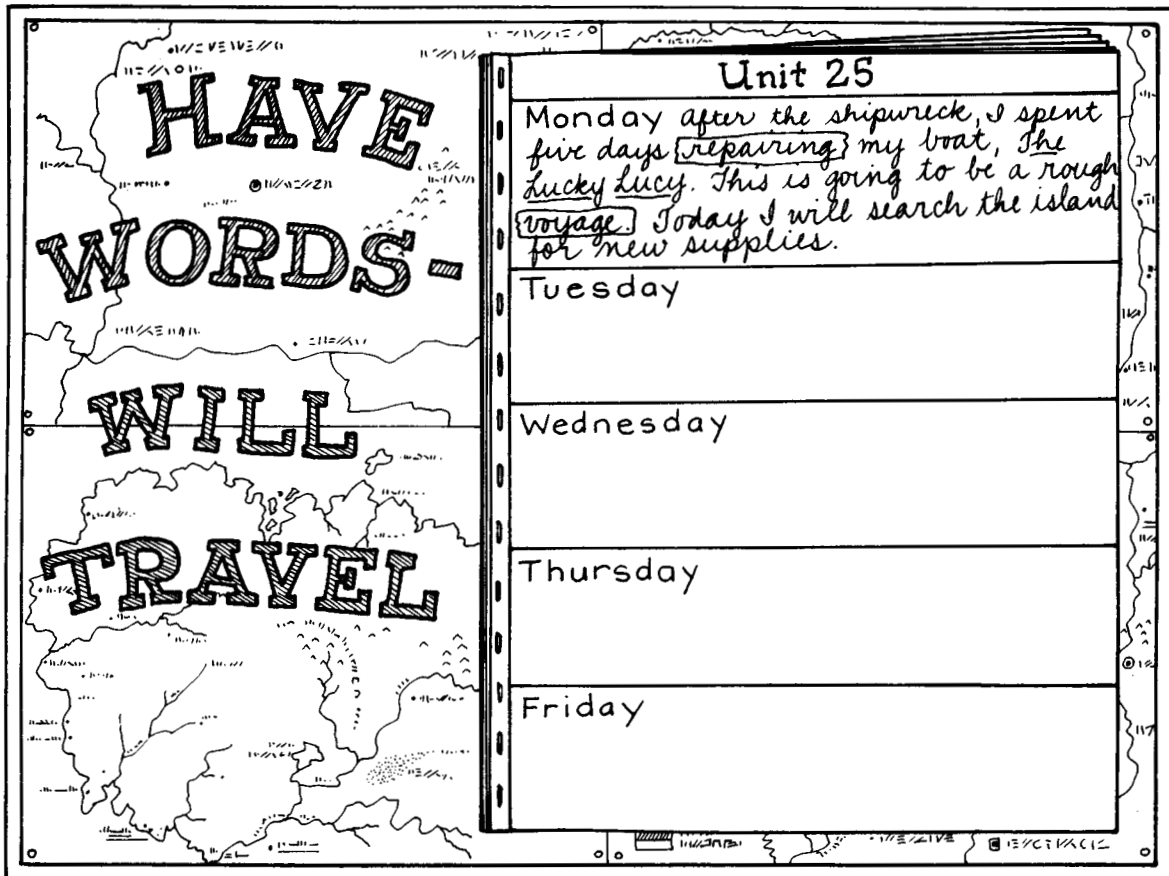 HAVE
WORDS-
WILL
TRAVEL
Unit 25
Monday after the shipwreck, I spent
five days repairing my boat, The
Lucky Lucy. This is going to be a rough
voyage. Today I will search the island
for new supplies.
Tuesday
Wednesday
Thursday
Friday